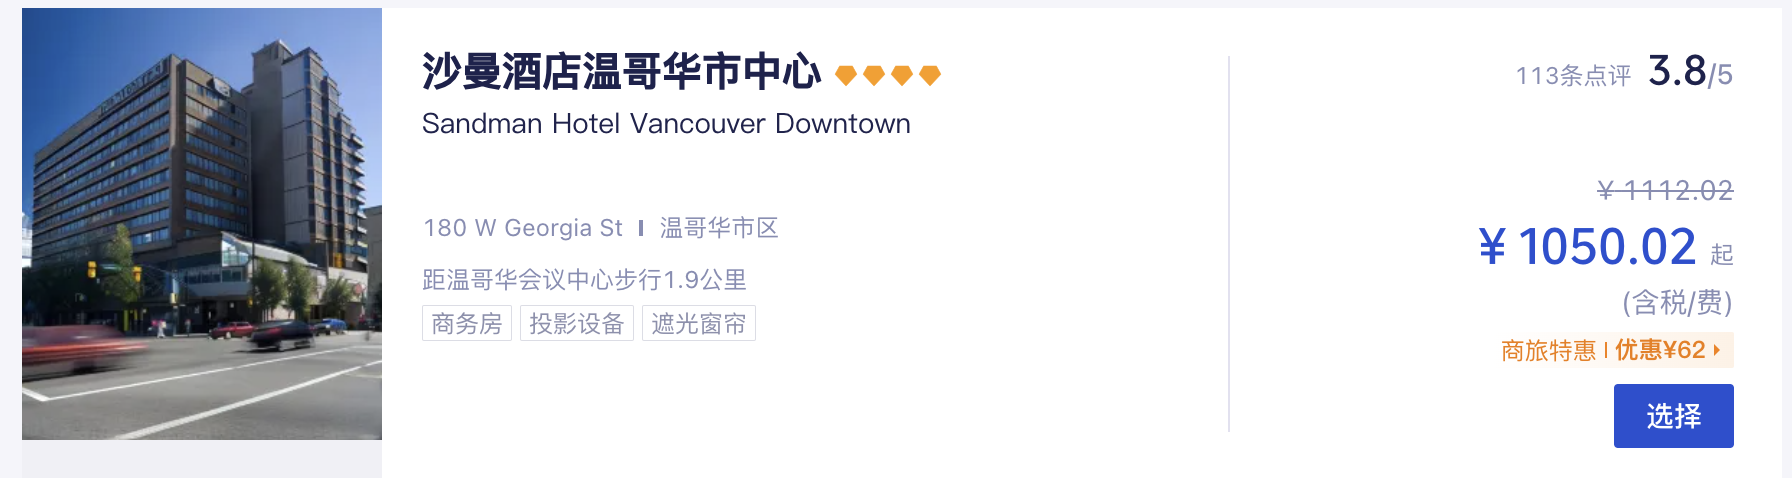 沙曼酒店温哥华市中心
Sandman Hotel Vancouver Downtown
180 W Georgia St | 温哥华市区
距温哥华会议中心步行1.9公里
商务房 投影设备 遮光窗帘
113条点评 3.8/5
¥ 1112.02
¥ 1050.02 起
(含税/费)
商旅特惠 | 优惠¥62
选择